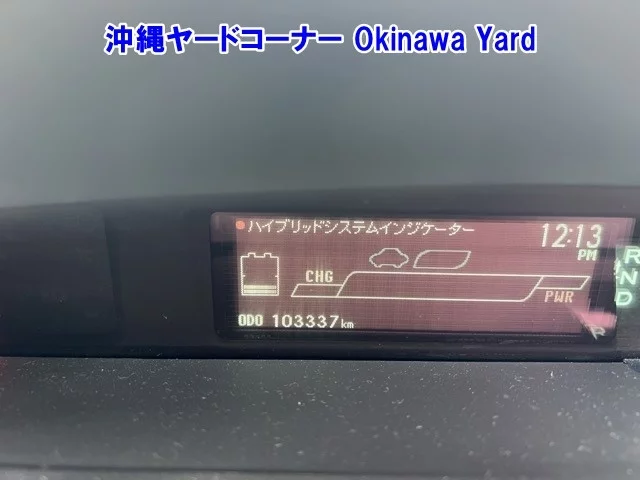 沖縄ヤードコーナー Okinawa Yard
ハイブリッドシステムインジケーター
12:13
PM
CHG
PWR
ODO 103337km
R
N
D